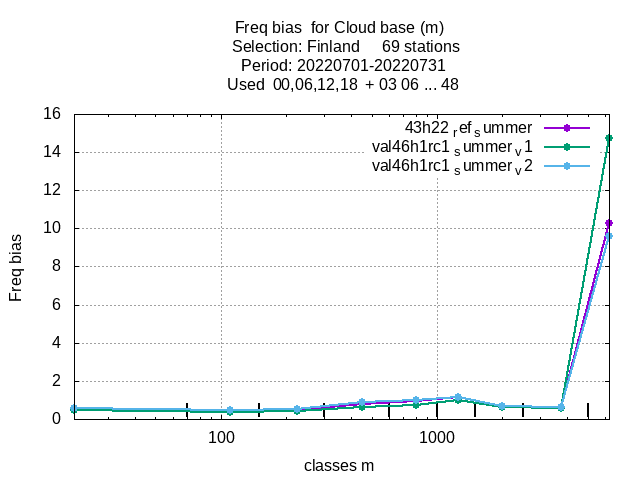 Freq bias  for Cloud base (m)
Selection: Finland     69 stations
Period: 20220701-20220731
Used  00,06,12,18  + 03 06 ... 48
16
14
12
10
8
6
4
2
0
Freq bias
43h22 ref summer
val46h1rc1 summer v1
val46h1rc1 summer v2
100
1000
classes m